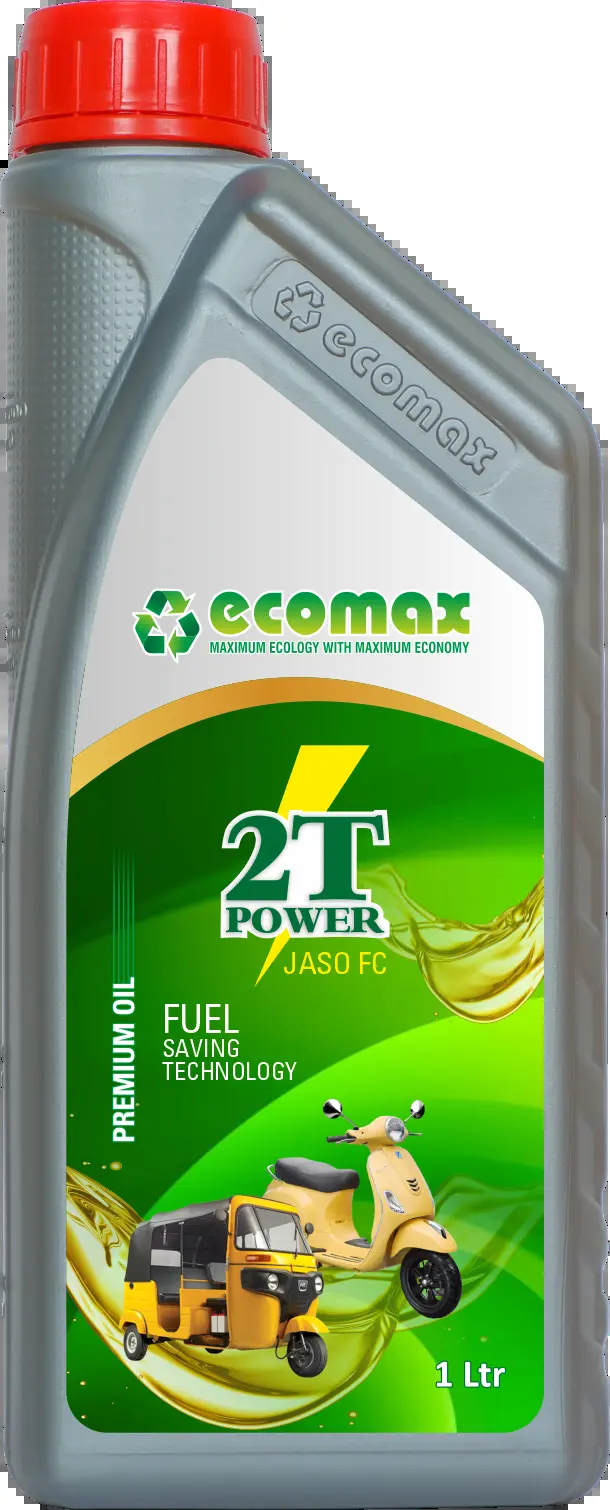 ecomax
ecomax
MAXIMUM ECOLOGY WITH MAXIMUM ECONOMY
2T
POWER
JASO FC
PREMIUM OIL
FUEL
SAVING
TECHNOLOGY
1 Ltr